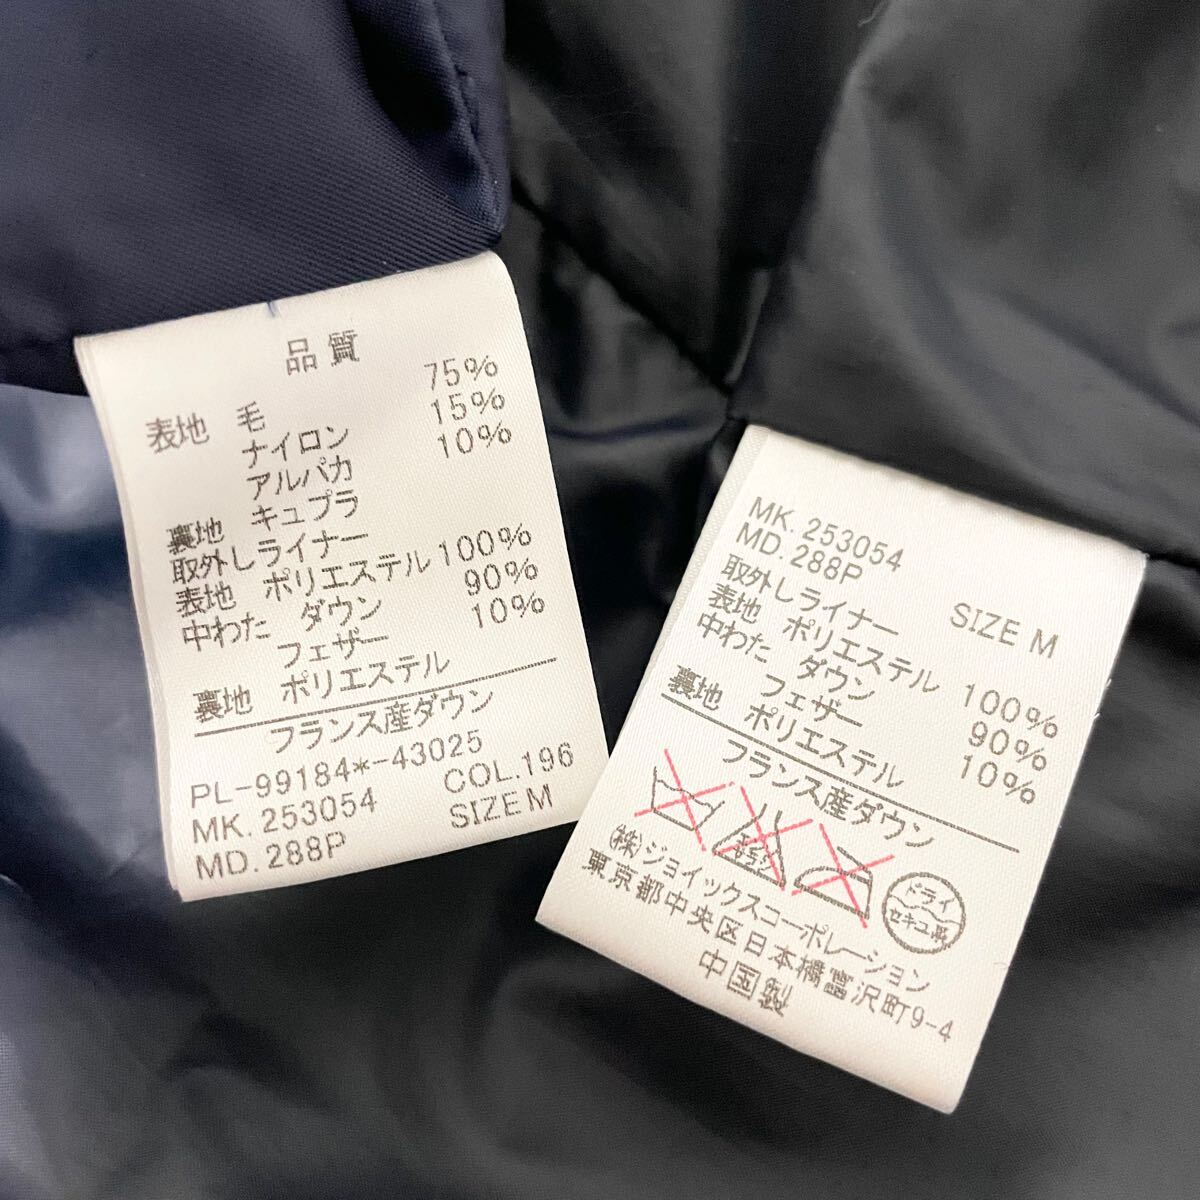 品質
表地 毛 75%
ナイロン 15%
アルパカ 10%
裏地 キュプラ
取外しライナー
表地 ポリエステル 100%
中わた ダウン 90%
フェザー 10%
裏地 ポリエステル
フランス産ダウン
PL-99184*-43025
MK. 253054 COL.196
MD. 288P SIZE M
MK. 253054
MD. 288P
取外しライナー SIZE M
表地 ポリエステル 100%
中わた ダウン 90%
フェザー 10%
裏地 ポリエステル
フランス産ダウン
エンソサラシ
ドライ
セキユ系
(株)ジョイックスコーポレーション
東京都中央区日本橋富沢町9-4
中国製